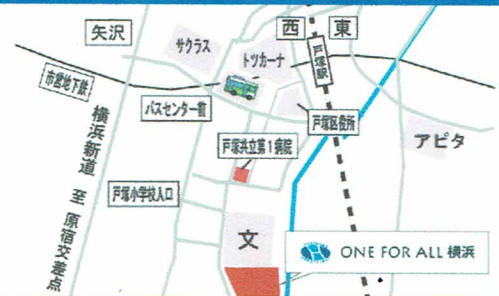 矢沢
サクラス
トツカーナ
西
東
戸塚駅
市営地下鉄
バスセンター前
戸塚区役所
アピタ
戸塚共立第1病院
横浜新道 至 原宿交差点
戸塚小学校入口
文
ONE FOR ALL 横浜